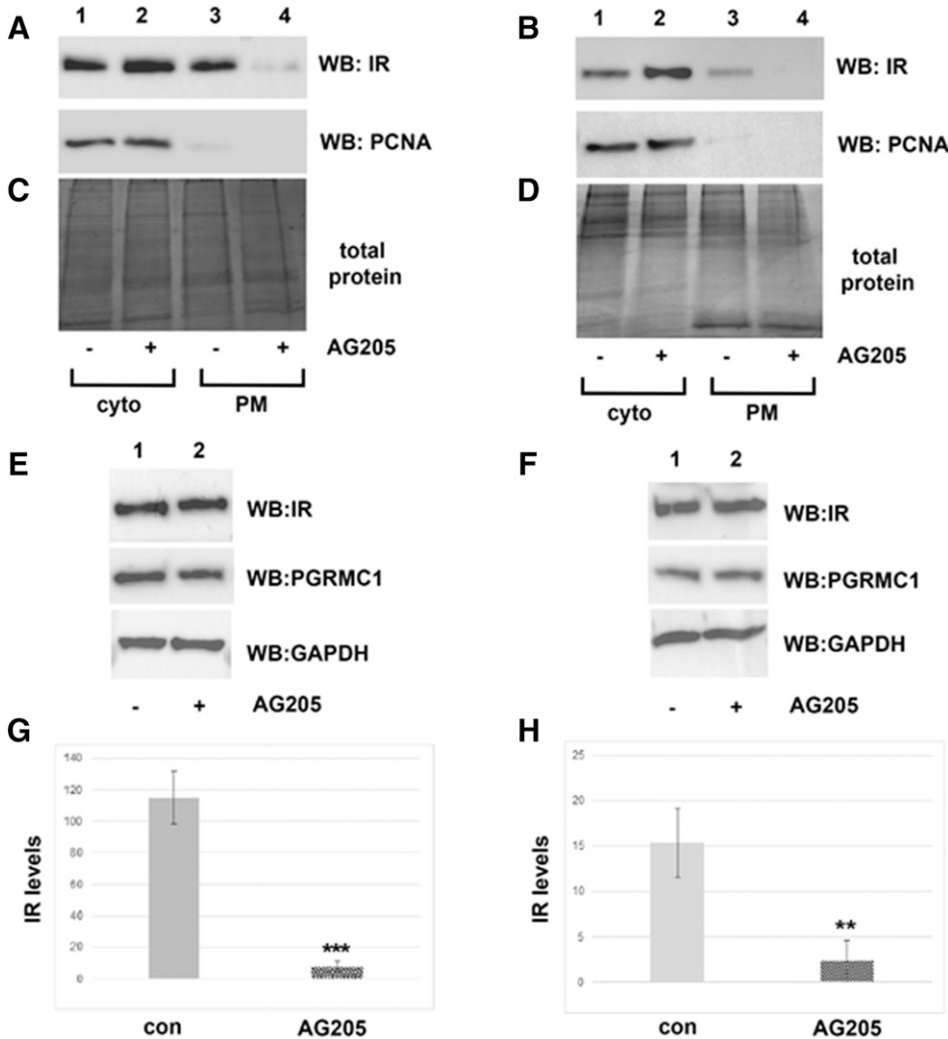 A
1 2 3 4
WB: IR
WB: PCNA
C
total
protein
- + - + AG205
cyto PM
B
1 2 3 4
WB: IR
WB: PCNA
D
total
protein
- + - + AG205
cyto PM
E
1 2
WB:IR
WB:PGRMC1
WB:GAPDH
- + AG205
F
1 2
WB:IR
WB:PGRMC1
WB:GAPDH
- + AG205
G
IR levels
140
120
100
80
60
40
20
0
***
con AG205
H
IR levels
25
20
15
10
5
0
**
con AG205